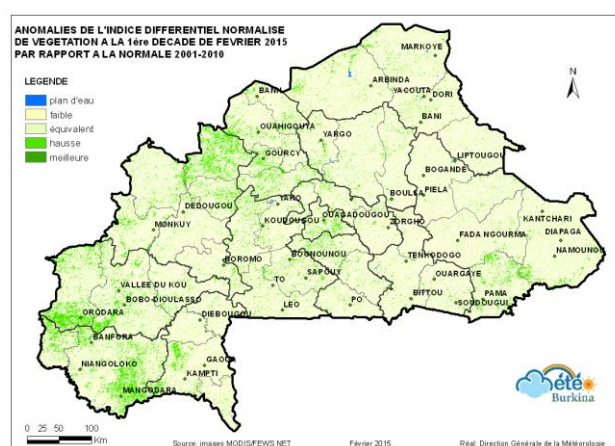 ANOMALIES DE L'INDICE DIFFERENTIEL NORMALISE
DE VEGETATION A LA 1ère DECADE DE FEVRIER 2015
PAR RAPPORT A LA NORMALE 2001-2010
LEGENDE
plan d'eau
faible
équivalent
hausse
meilleure
N
MARKOYE
ARBINDA
BANH
YACOUTA
DORI
BANI
OUAHIGOUYA
YARGO
GOURCY
LIPTOUGOU
BOGANDE
BOULSA
PIELA
YAKO
DEDOUGOU
OUAGADOUGOU
KANTCHARI
KOUDOUGOU
ZORGHO
MONKUY
FADA NGOURMA
DIAPAGA
BOGNOUNOU
NAMOUNOU
BOROMO
TENKODOGO
SAPOUY
OUARGAYE
VALLEE DU KOU
TO
PAMA
BITTOU
BOBO-DIOULASSO
LEO
PO
SOUDOUGUI
ORODARA
DIEBOUGOU
BANFORA
GAOUA
NIANGOLOKO
KAMPTI
MANGODARA
Météo
Burkina
0 25 50 100
Km
Source: images MODIS/FEWS NET
Février 2015
Réal: Direction Générale de la Météorologie